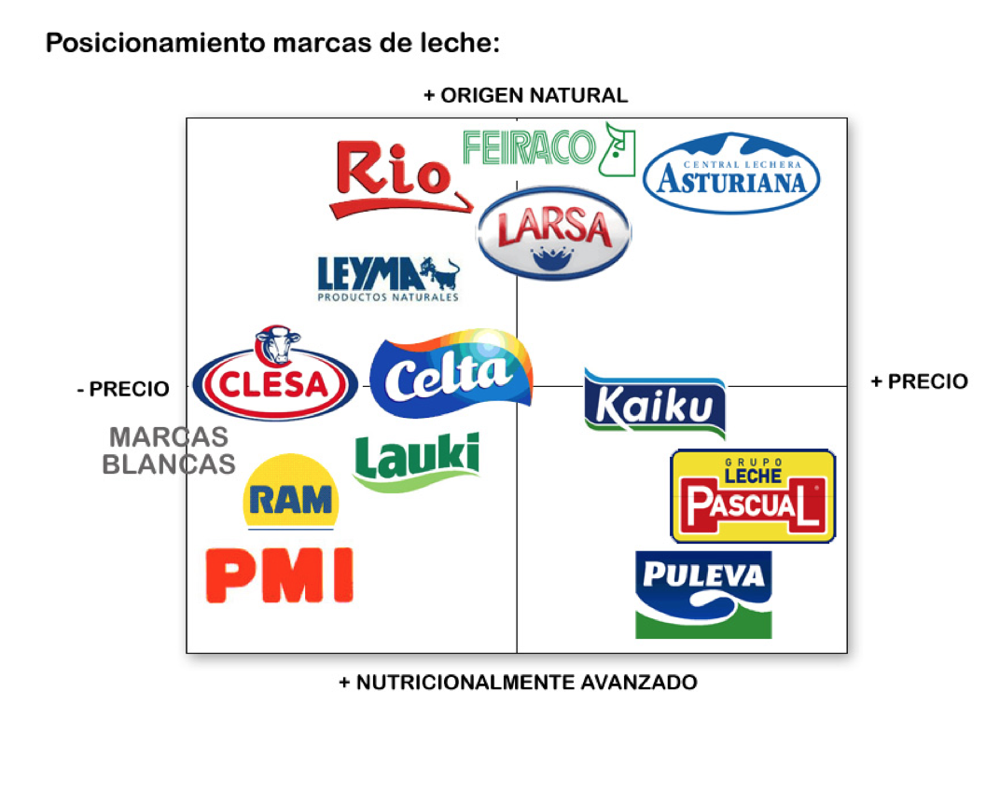 Posicionamiento marcas de leche:
+ ORIGEN NATURAL
Rio
FEIRACO
CENTRAL LECHERA
ASTURIANA
LARSA
LEYMA
PRODUCTOS NATURALES
CLESA
Celta
- PRECIO
+ PRECIO
Kaiku
MARCAS
BLANCAS
Lauki
RAM
GRUPO
LECHE
PASCUAL®
PMI
PULEVA
+ NUTRICIONALMENTE AVANZADO